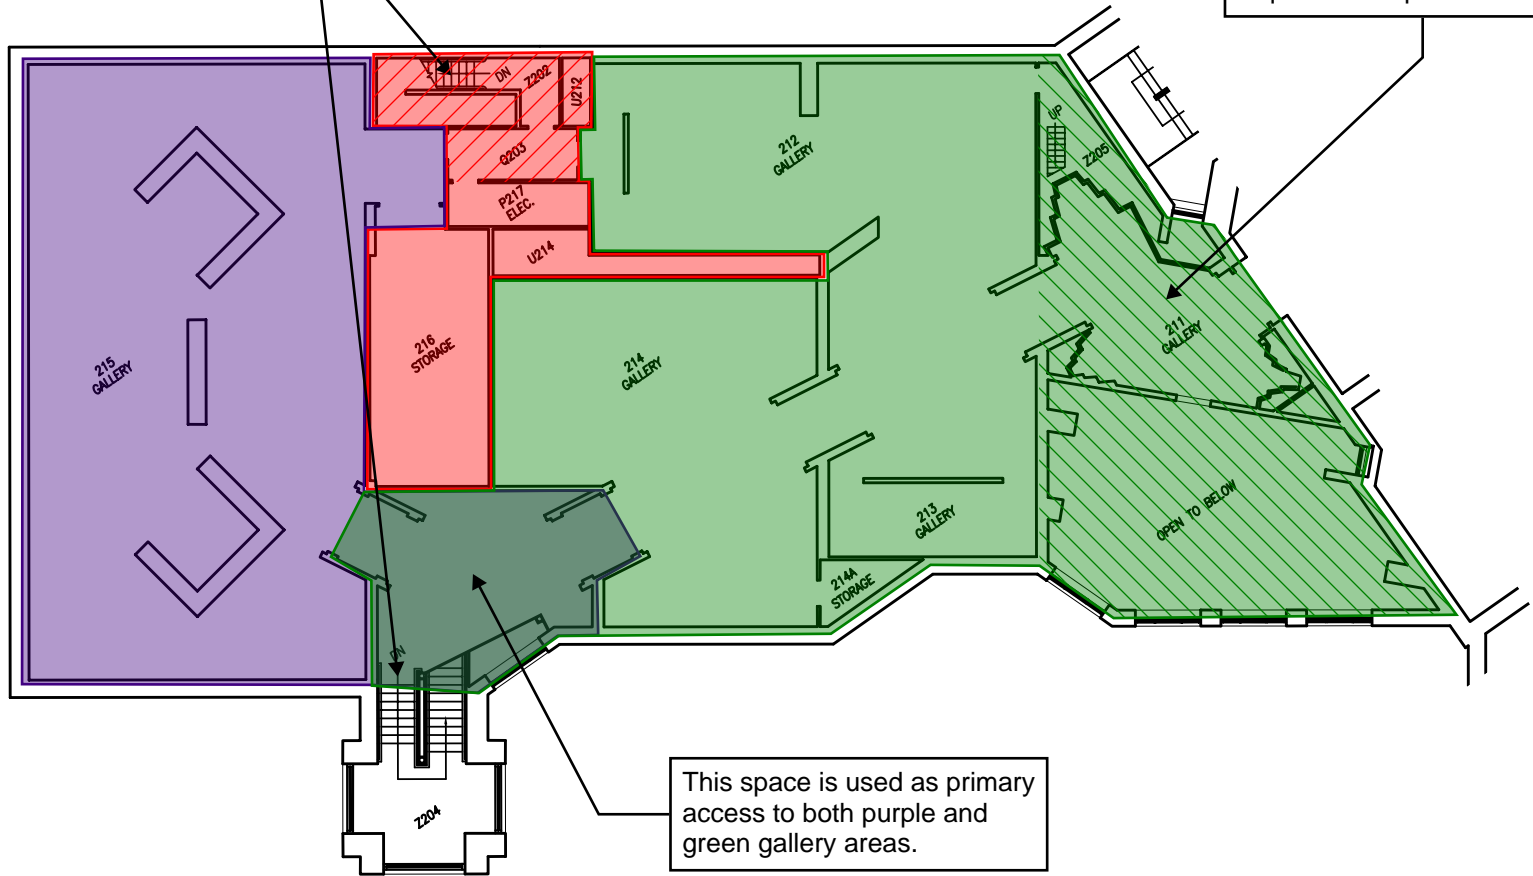 DN
Z202
U212
UP
212
GALLERY
Z205
Q203
P217
ELEC.
U214
211
GALLERY
216
STORAGE
215
GALLERY
214
GALLERY
OPEN TO BELOW
213
GALLERY
214A
STORAGE
DN
This space is used as primary
access to both purple and
green gallery areas.
Z204